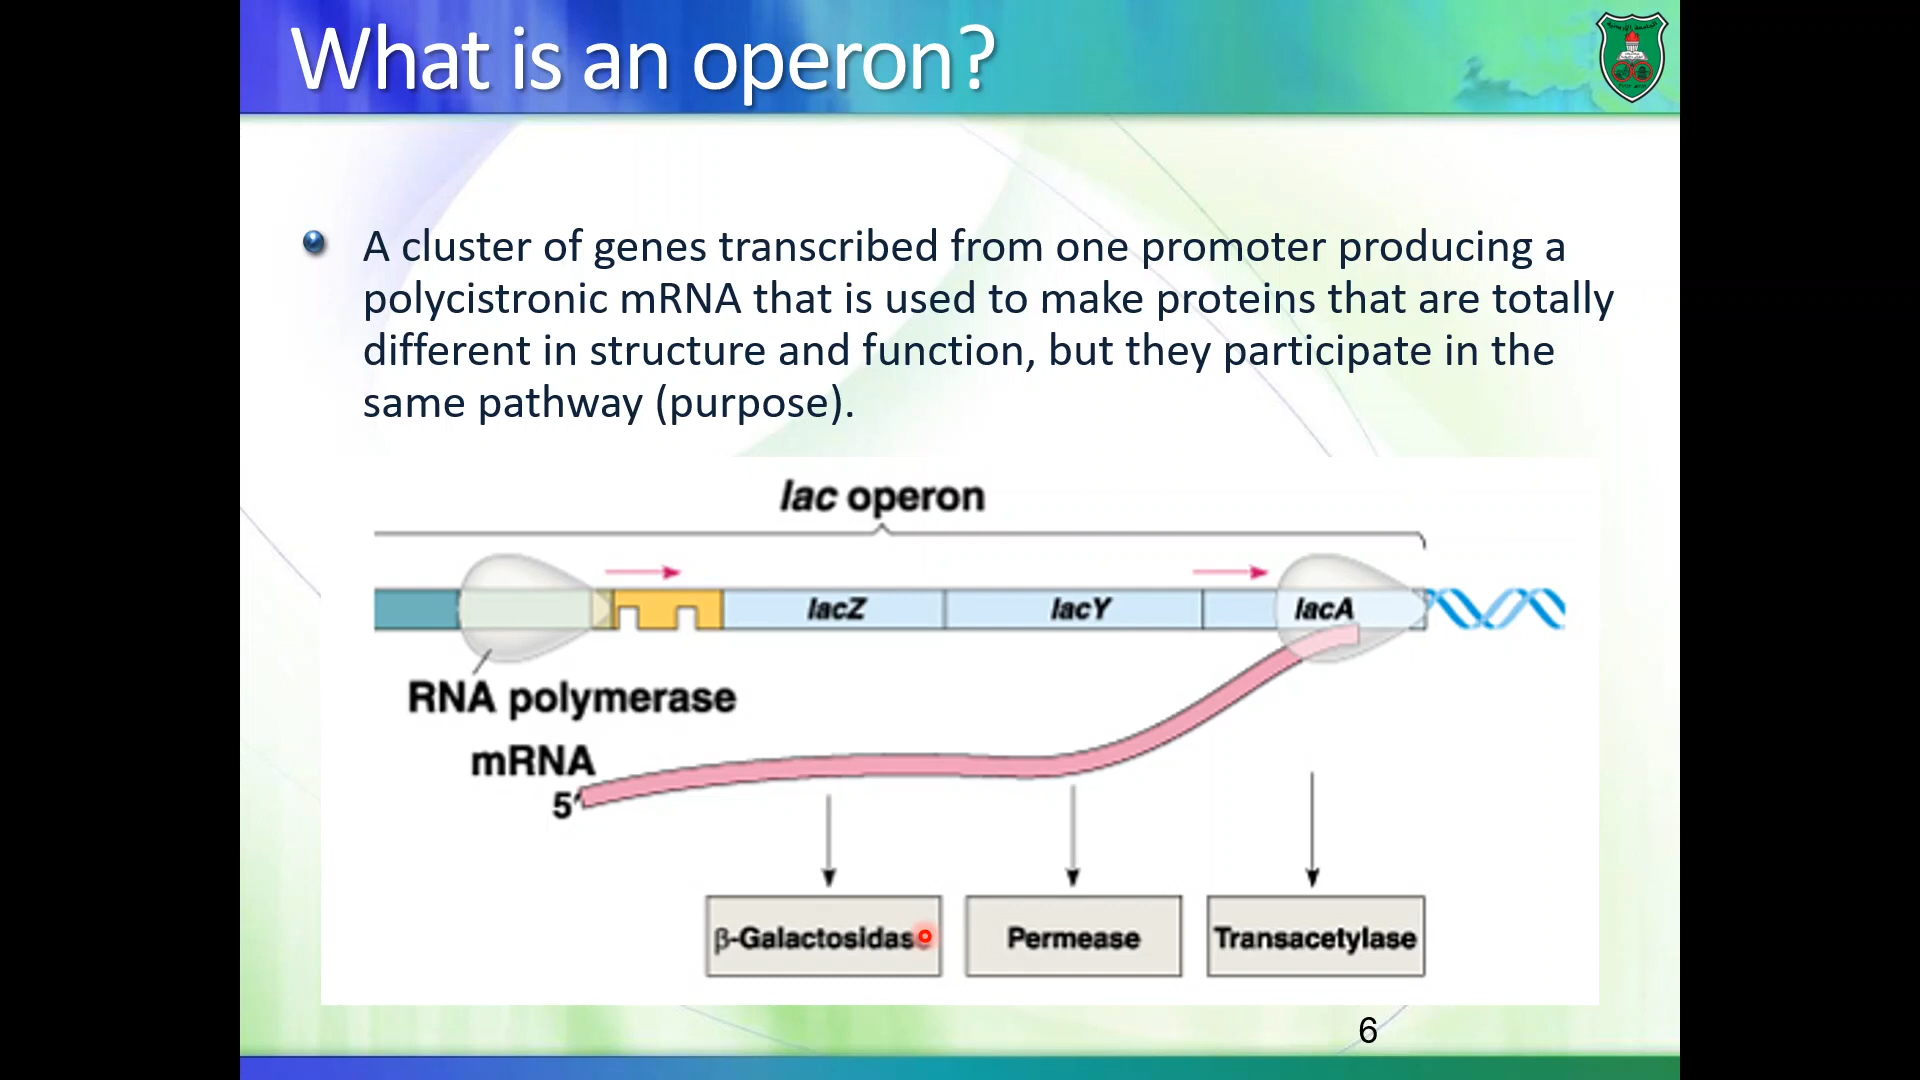 What is an operon?
A cluster of genes transcribed from one promoter producing a
polycistronic mRNA that is used to make proteins that are totally
different in structure and function, but they participate in the
same pathway (purpose).
lac operon
lacZ lacY lacA
RNA polymerase
mRNA
5′
β-Galactosidase Permease Transacetylase
6